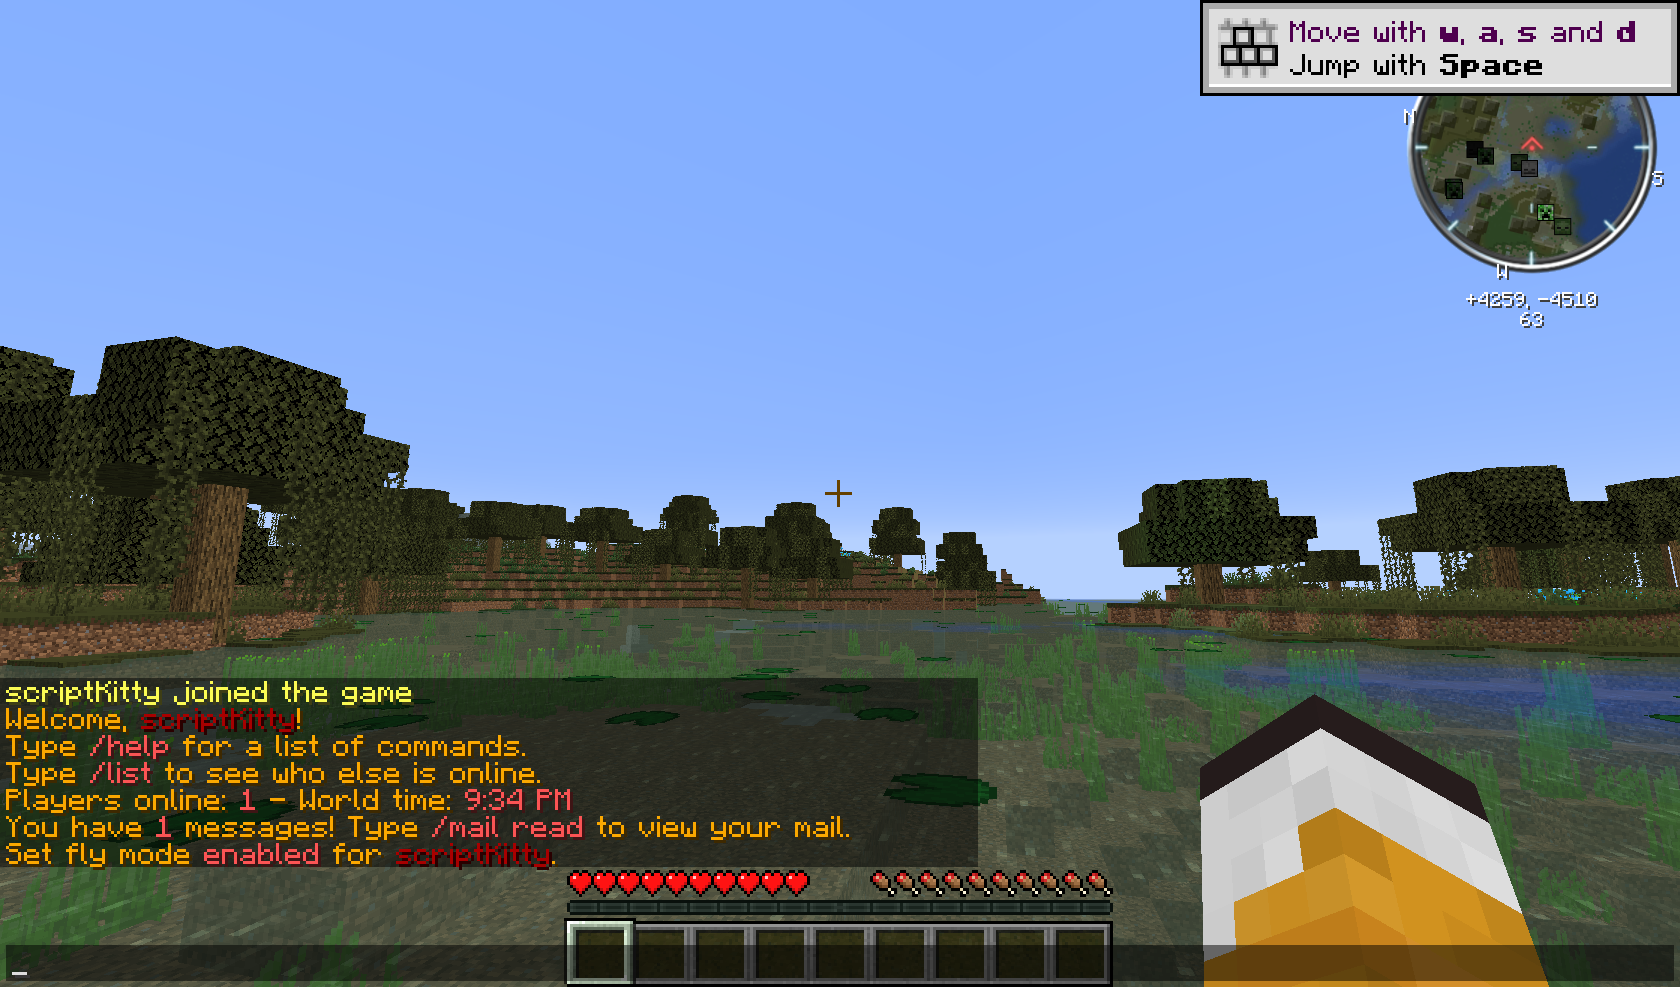 Move with w, a, s and d
Jump with Space
N
S
W
+4259, -4510
63
scriptKitty joined the game
Welcome, scriptKitty!
Type /help for a list of commands.
Type /list to see who else is online.
Players online: 1 - World time: 9:34 PM
You have 1 messages! Type /mail read to view your mail.
Set fly mode enabled for scriptKitty.
_